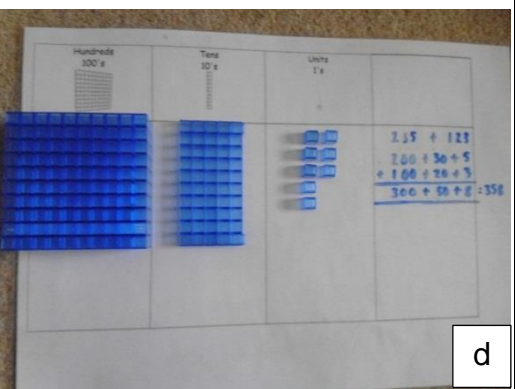 Hundreds
100's
Tens
10's
Units
1's
235 + 123
200 + 30 + 5
+ 100 + 20 + 3
300 + 50 + 8 = 358
d